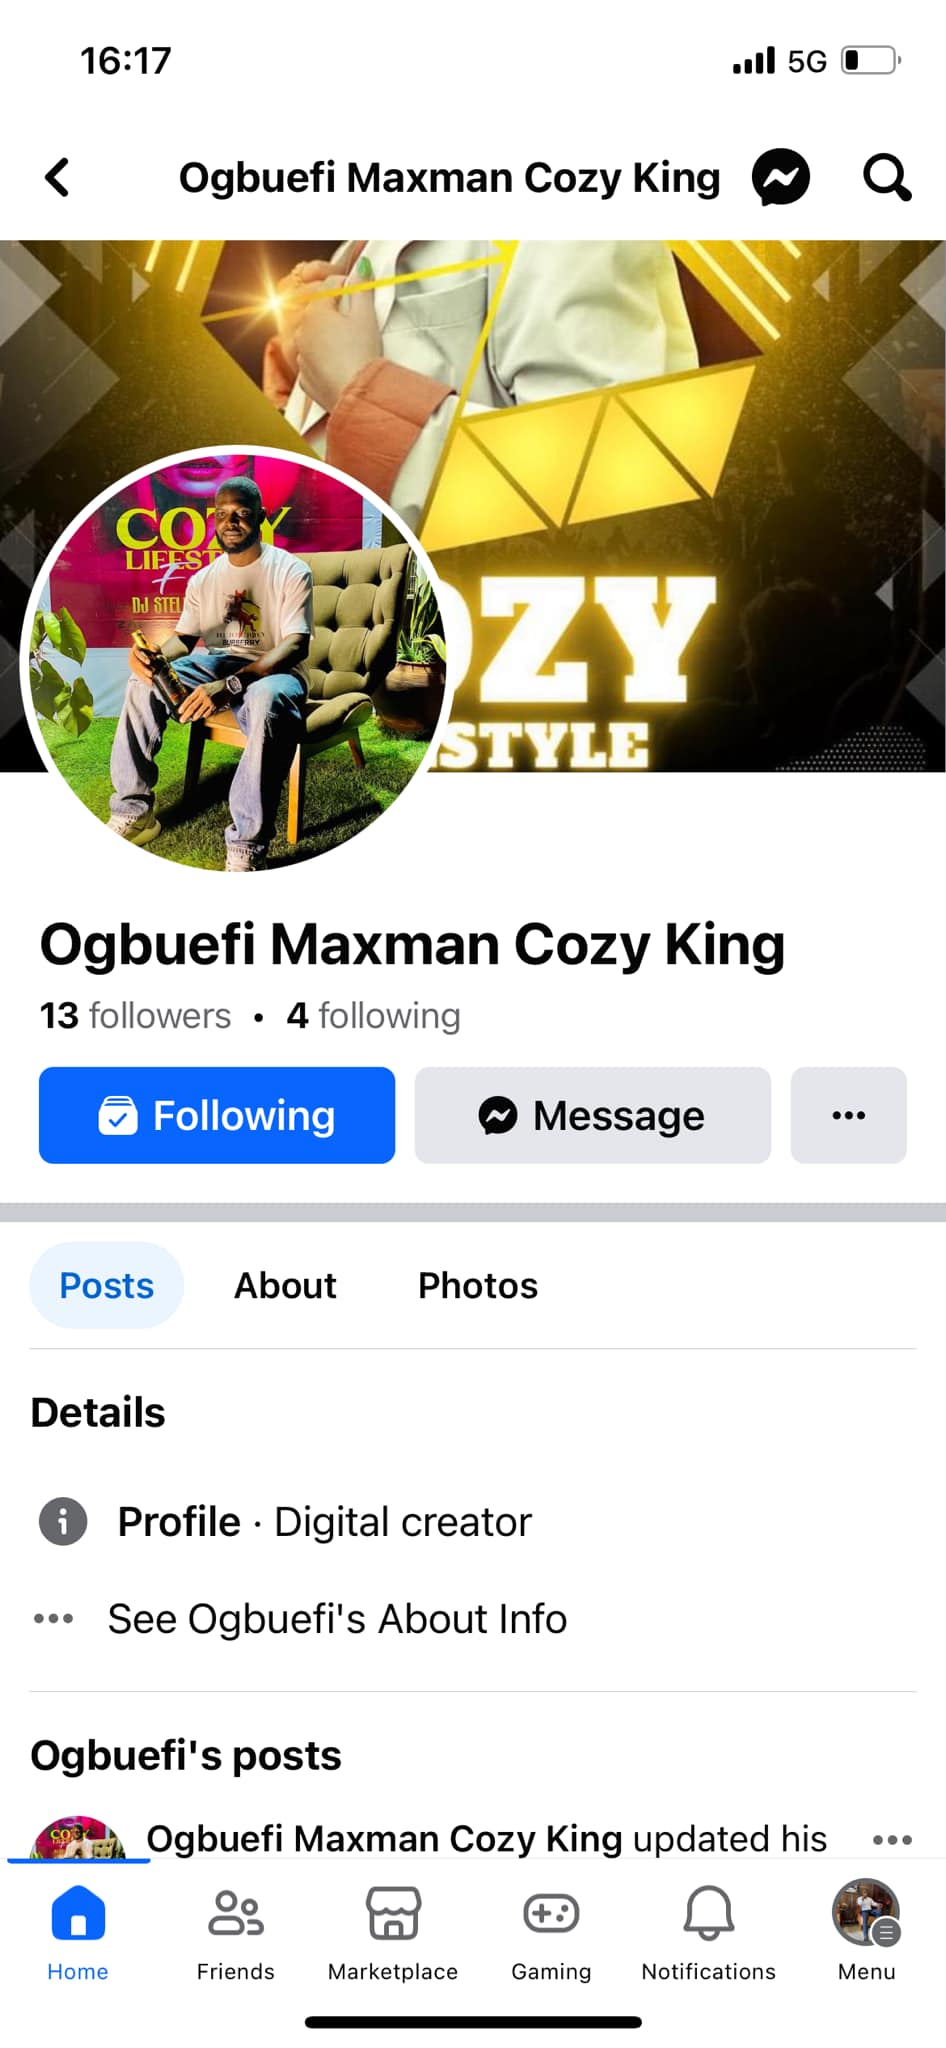 16:17
5G
Ogbuefi Maxman Cozy King
COZY
LIFEST
DJ STEL
BURBERRY
OZY
STYLE
Ogbuefi Maxman Cozy King
13 followers • 4 following
Following
Message
Posts About Photos
Details
Profile · Digital creator
See Ogbuefi's About Info
Ogbuefi's posts
Ogbuefi Maxman Cozy King updated his
Home Friends Marketplace Gaming Notifications Menu